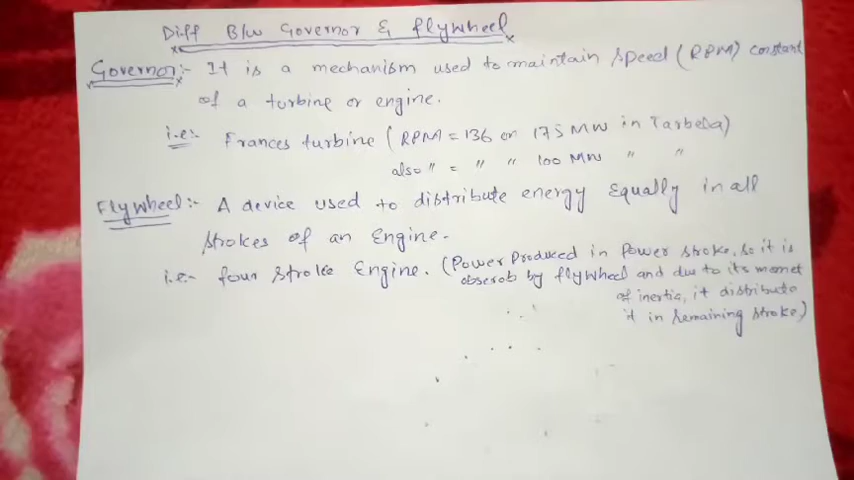 Diff B/w Governor & flywheel
Governor:- It is a mechanism used to maintain Speed (RPM) constant
of a turbine or engine.
i.e:- Frances turbine (RPM = 136 on 175 MW in Tarbela)
also " = " " 100 MW " "
Flywheel:- A device used to distribute energy Equally in all
strokes of an Engine.
i.e:- four stroke Engine. (Power Produced in Power stroke, so it is
obserob by flywheel and due to its momet
of inertia, it distribute
it in remaining stroke)